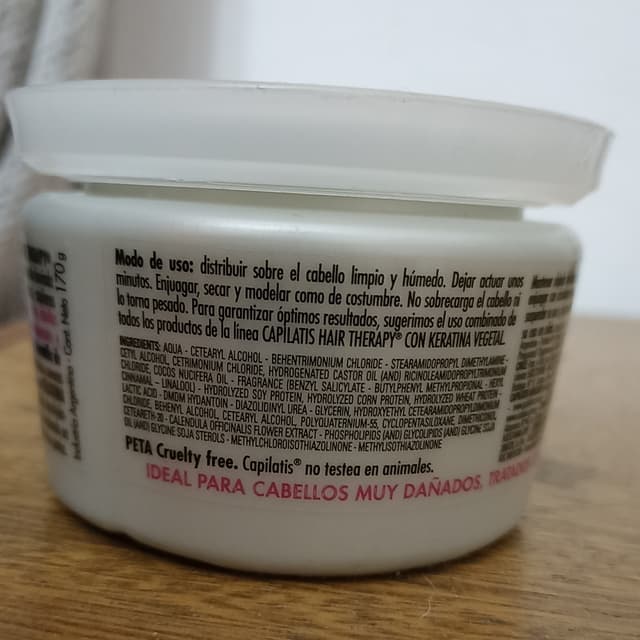 Modo de uso: distribuir sobre el cabello limpio y húmedo. Dejar actuar unos
minutos. Enjuagar, secar y modelar como de costumbre. No sobrecarga el cabello ni
lo torna pesado. Para garantizar óptimos resultados, sugerimos el uso combinado de
todos los productos de la línea CAPILATIS HAIR THERAPY® CON KERATINA VEGETAL.
INGREDIENTS: AQUA - CETEARYL ALCOHOL - BEHENTRIMONIUM CHLORIDE - STEARAMIDOPROPYL DIMETHYLAMINE -
CETYL ALCOHOL, CETRIMONIUM CHLORIDE, HYDROGENATED CASTOR OIL (AND) RICINOLEAMIDOPROPYLTRIMONIUM
CHLORIDE, COCOS NUCIFERA OIL - FRAGRANCE (BENZYL SALICYLATE - BUTYLPHENYL METHYLPROPIONAL - HEXYL
CINNAMAL - LINALOOL) - HYDROLYZED SOY PROTEIN, HYDROLYZED CORN PROTEIN, HYDROLYZED WHEAT PROTEIN -
LACTIC ACID - DMDM HYDANTOIN - DIAZOLIDINYL UREA - GLYCERIN, HYDROXYETHYL CETEARAMIDOPROPYLDIMONIUM
CHLORIDE, BEHENYL ALCOHOL, CETEARYL ALCOHOL, POLYQUATERNIUM-55, CYCLOPENTASILOXANE, DIMETHICONOL,
CETEARETH-20 - CALENDULA OFFICINALIS FLOWER EXTRACT - PHOSPHOLIPIDS (AND) GLYCOLIPIDS (AND) GLYCINE SOJA
OIL (AND) GLYCINE SOJA STEROLS - METHYLCHLOROISOTHIAZOLINONE - METHYLISOTHIAZOLINONE
PETA Cruelty free. Capilatis® no testea en animales.
IDEAL PARA CABELLOS MUY DAÑADOS,
Industria Argentina - Cont. Neto 170 g